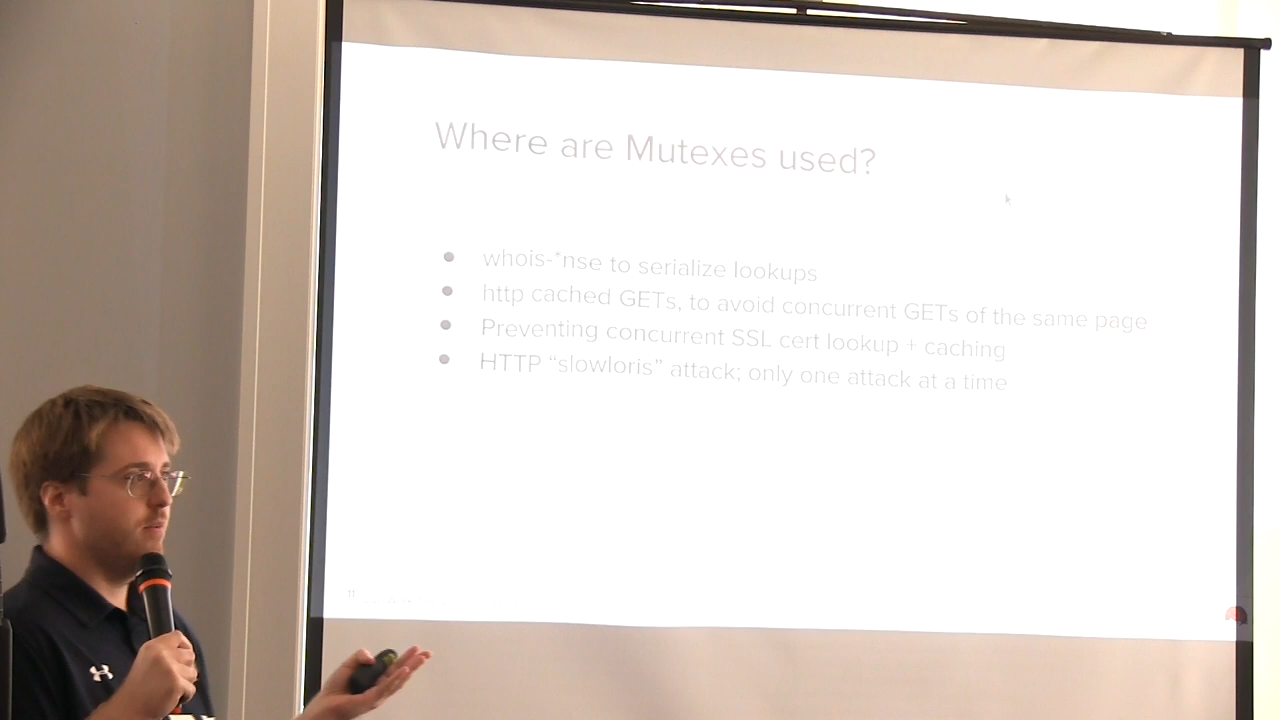 Where are Mutexes used?
whois-*nse to serialize lookups
http cached GETs, to avoid concurrent GETs of the same page
Preventing concurrent SSL cert lookup + caching
HTTP “slowloris” attack; only one attack at a time
11